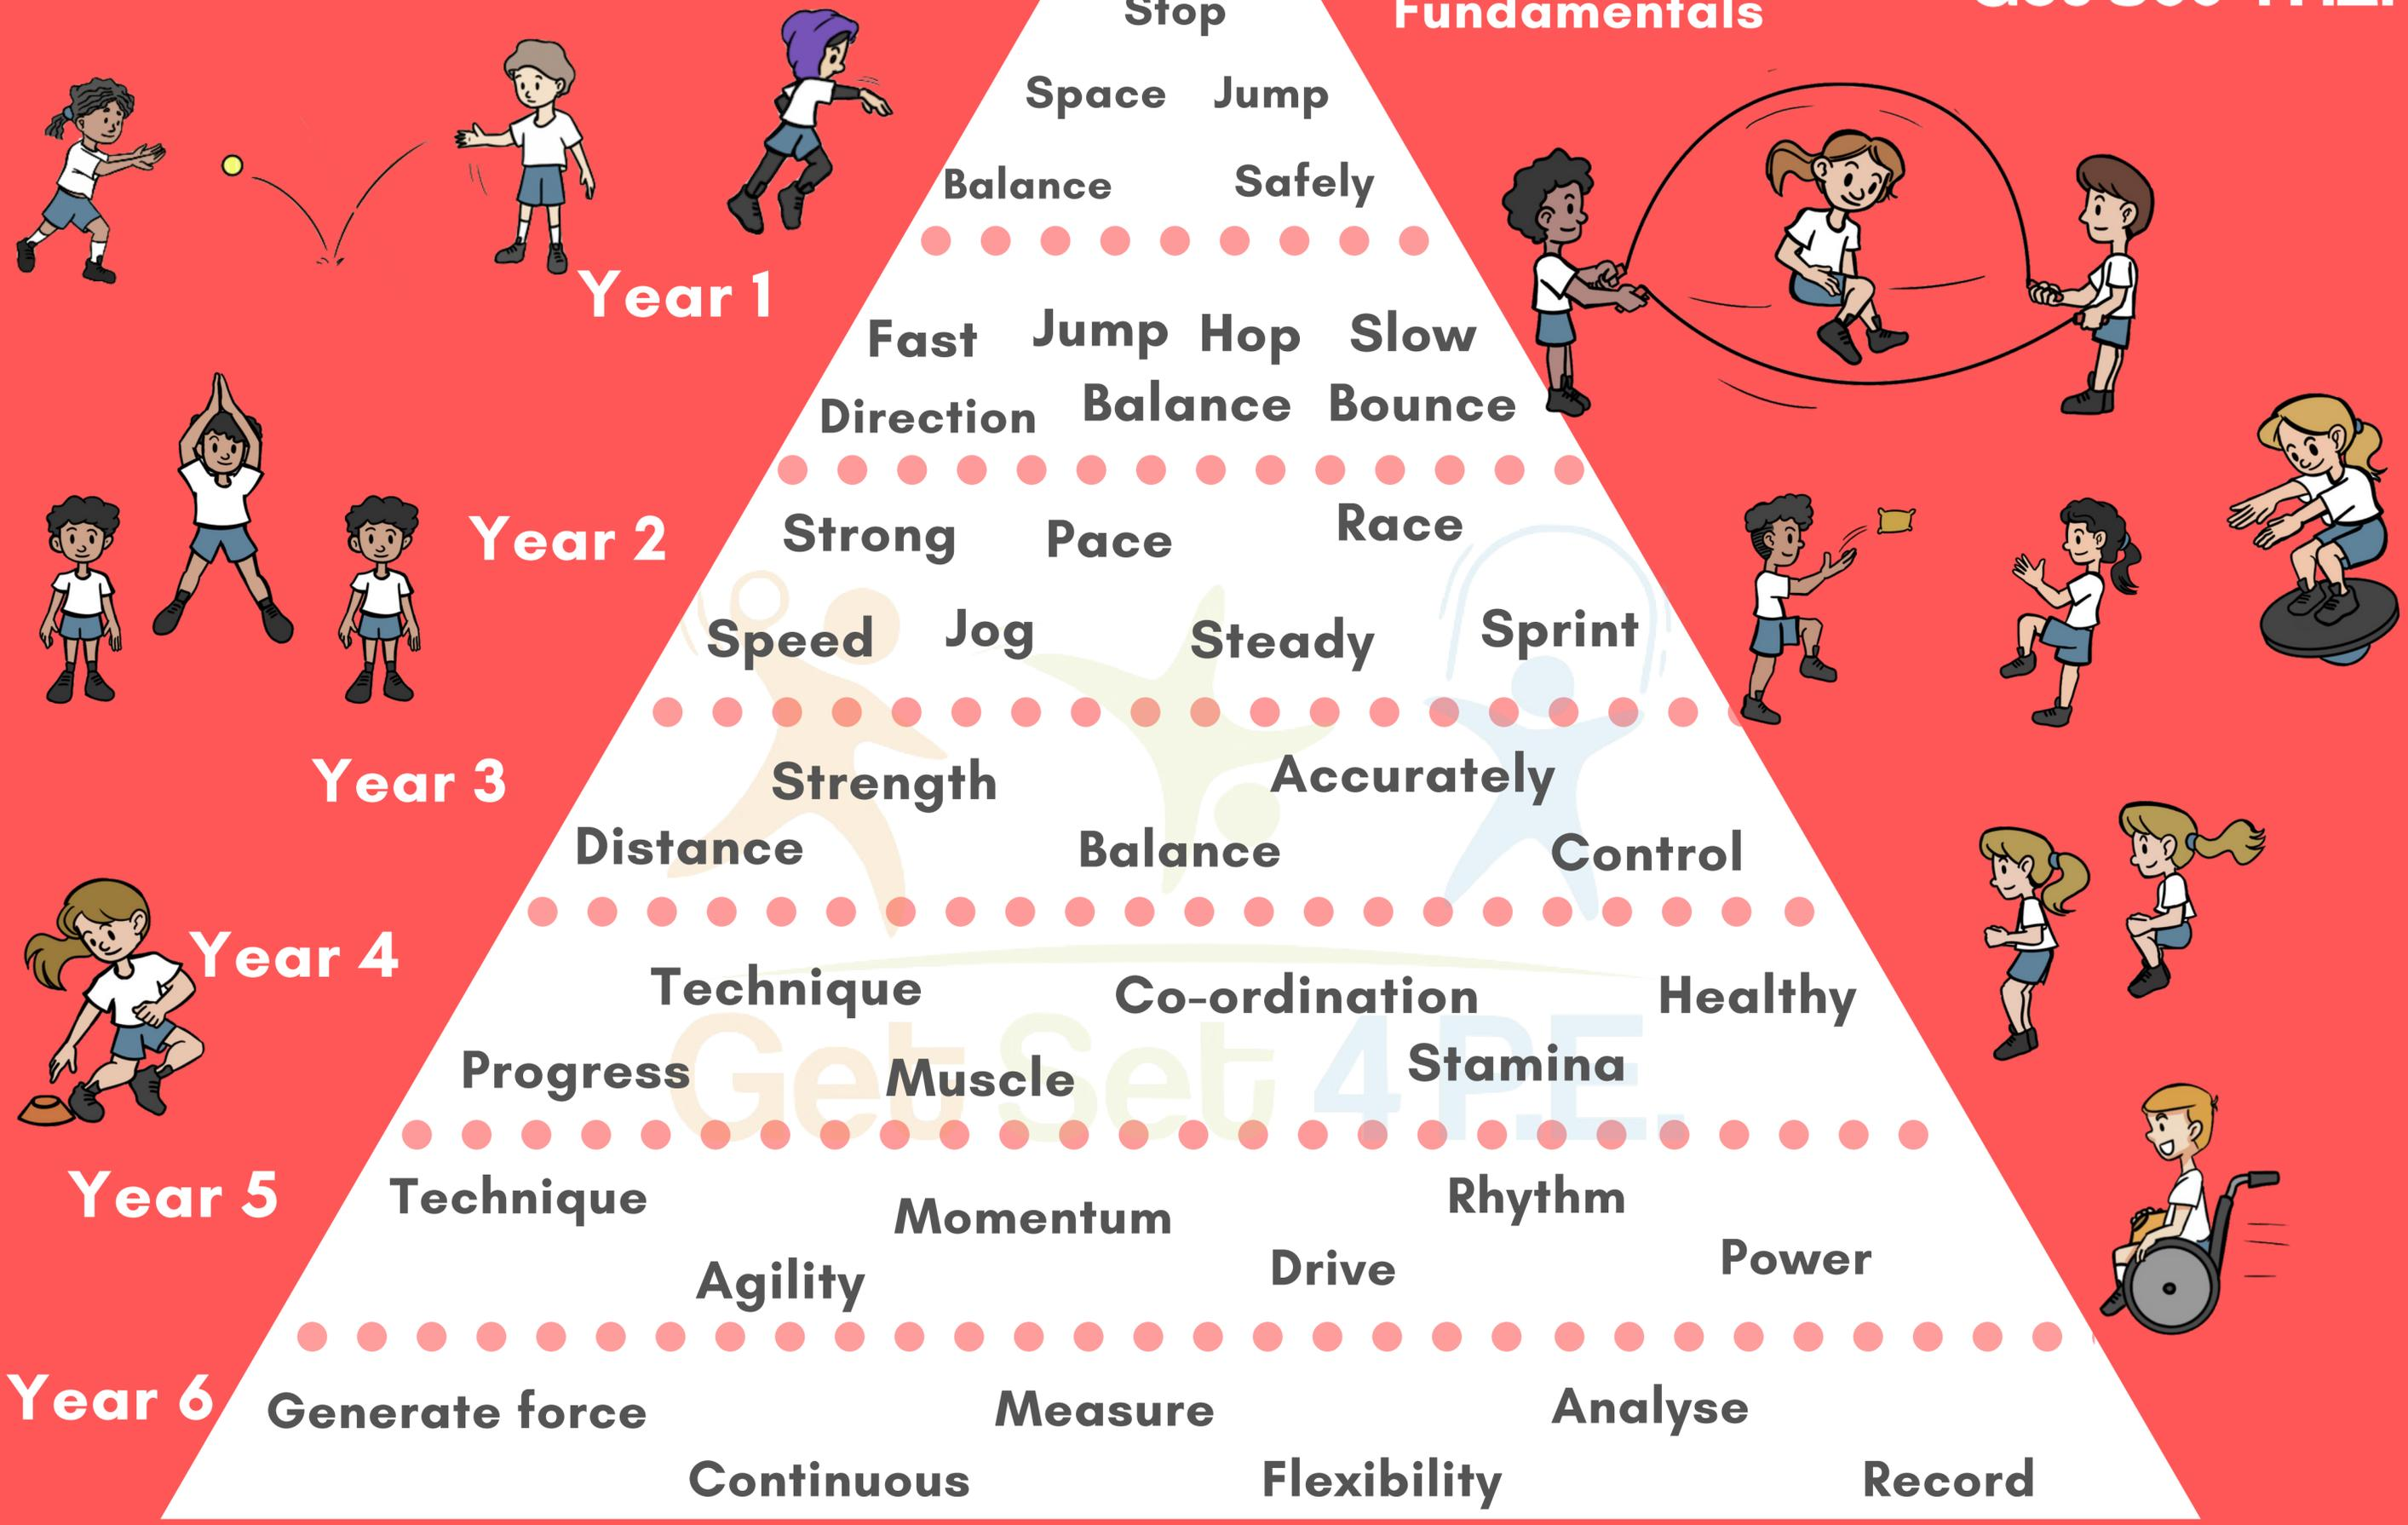 Stop
Fundamentals
Space Jump
Balance Safely
Year 1
Fast Jump Hop Slow
Direction Balance Bounce
Year 2
Strong Pace Race
Speed Jog Steady Sprint
Year 3
Strength Accurately
Distance Balance Control
Year 4
Technique Co-ordination Healthy
Progress Muscle Stamina
Get Set 4 P.E.
Year 5
Technique Momentum Rhythm
Agility Drive Power
Year 6
Generate force Measure Analyse
Continuous Flexibility Record